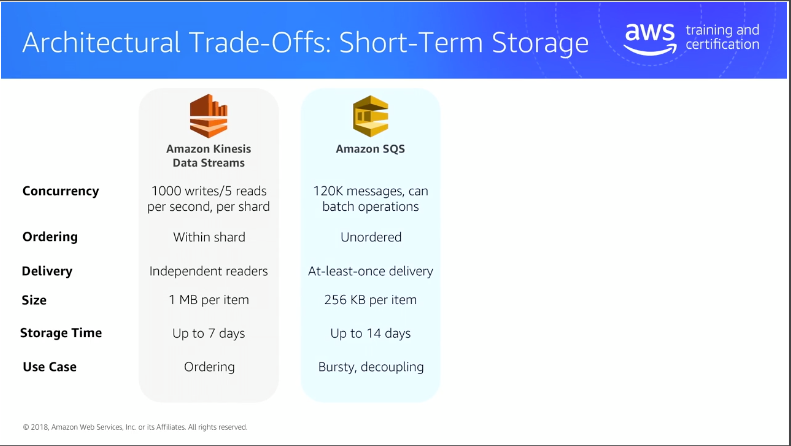 Architectural Trade-Offs: Short-Term Storage
aws
training and
certification
Amazon Kinesis
Data Streams
Amazon SQS
Concurrency
1000 writes/5 reads
per second, per shard
120K messages, can
batch operations
Ordering
Within shard
Unordered
Delivery
Independent readers
At-least-once delivery
Size
1 MB per item
256 KB per item
Storage Time
Up to 7 days
Up to 14 days
Use Case
Ordering
Bursty, decoupling
© 2018, Amazon Web Services, Inc. or its Affiliates. All rights reserved.